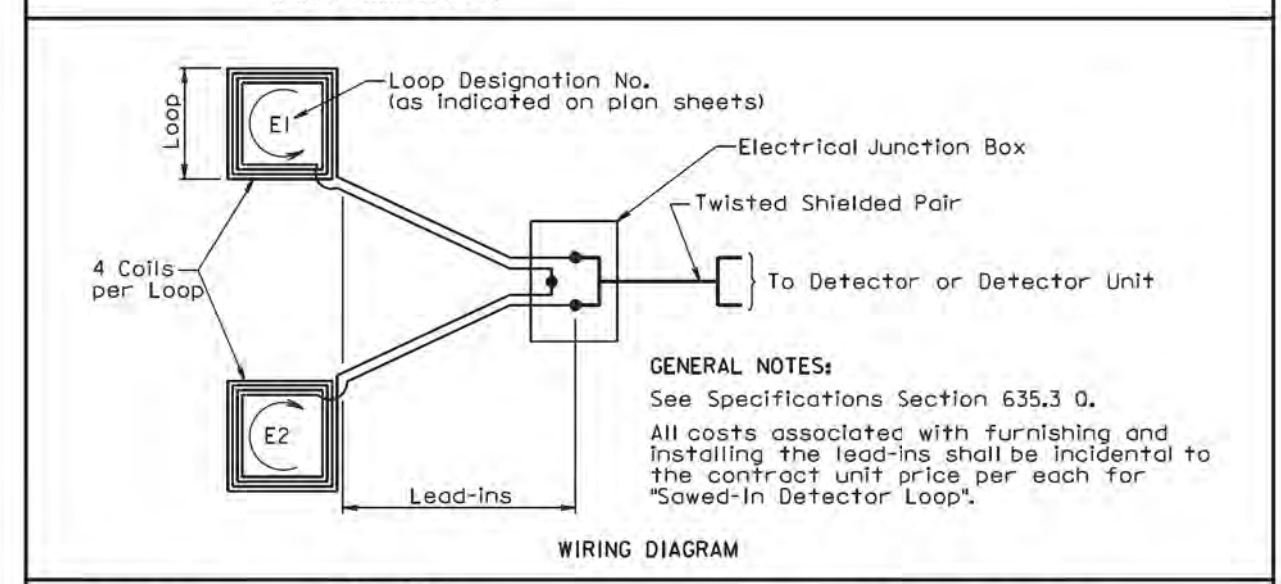 Loop Designation No.
(as indicated on plan sheets)
Loop
E1
Electrical Junction Box
Twisted Shielded Pair
4 Coils
per Loop
To Detector or Detector Unit
GENERAL NOTES:
See Specifications Section 635.3 O.
E2
All costs associated with furnishing and
installing the lead-ins shall be incidental to
the contract unit price per each for
"Sawed-In Detector Loop".
Lead-ins
WIRING DIAGRAM